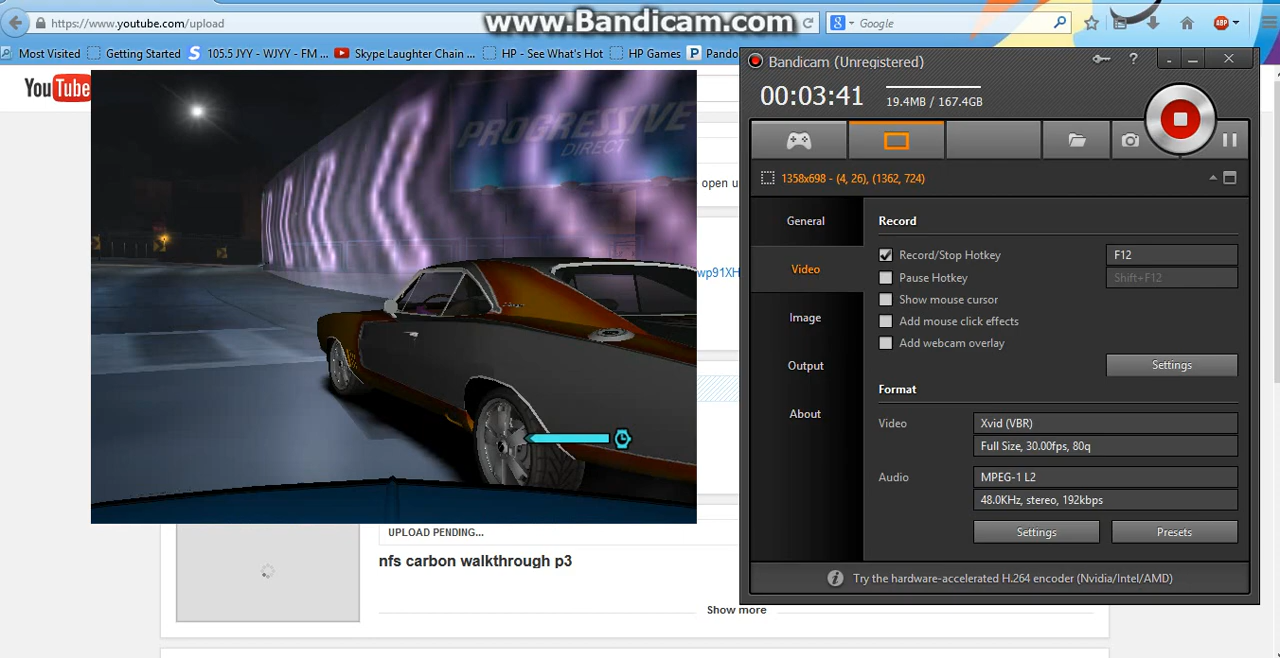 https://www.youtube.com/upload
www.Bandicam.com
Google
Most Visited
Getting Started
105.5 JYY - WJYY - FM ...
Skype Laughter Chain ...
HP - See What's Hot
HP Games
Pando
YouTube
PROGRESSIVE
DIRECT
open u
wp91XH
UPLOAD PENDING...
nfs carbon walkthrough p3
Show more
Bandicam (Unregistered)
00:03:41
19.4MB / 167.4GB
1358x698 - (4, 26), (1362, 724)
General
Video
Image
Output
About
Record
Record/Stop Hotkey
F12
Pause Hotkey
Shift+F12
Show mouse cursor
Add mouse click effects
Add webcam overlay
Settings
Format
Video
Xvid (VBR)
Full Size, 30.00fps, 80q
Audio
MPEG-1 L2
48.0KHz, stereo, 192kbps
Settings
Presets
Try the hardware-accelerated H.264 encoder (Nvidia/Intel/AMD)